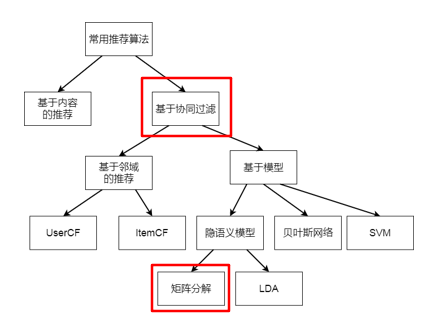 常用推荐算法
基于内容
的推荐
基于协同过滤
基于邻域
的推荐
基于模型
UserCF
ItemCF
隐语义模型
贝叶斯网络
SVM
矩阵分解
LDA